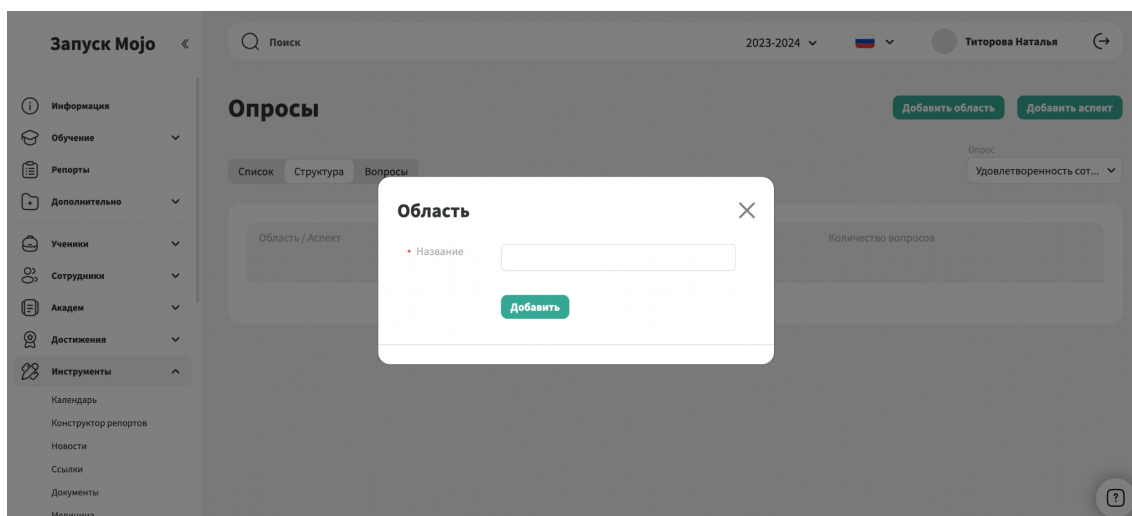 Запуск Mojo «
Поиск
2023-2024
Титорова Наталья
Информация
Обучение
Репорты
Дополнительно
Ученики
Сотрудники
Академ
Достижения
Инструменты
Календарь
Конструктор репортов
Новости
Ссылки
Документы
Медицина
Опросы
Добавить область
Добавить аспект
Опрос
Удовлетворенность сот...
Список
Структура
Вопросы
Область / Аспект
Количество вопросов
Область
• Название
Добавить
?